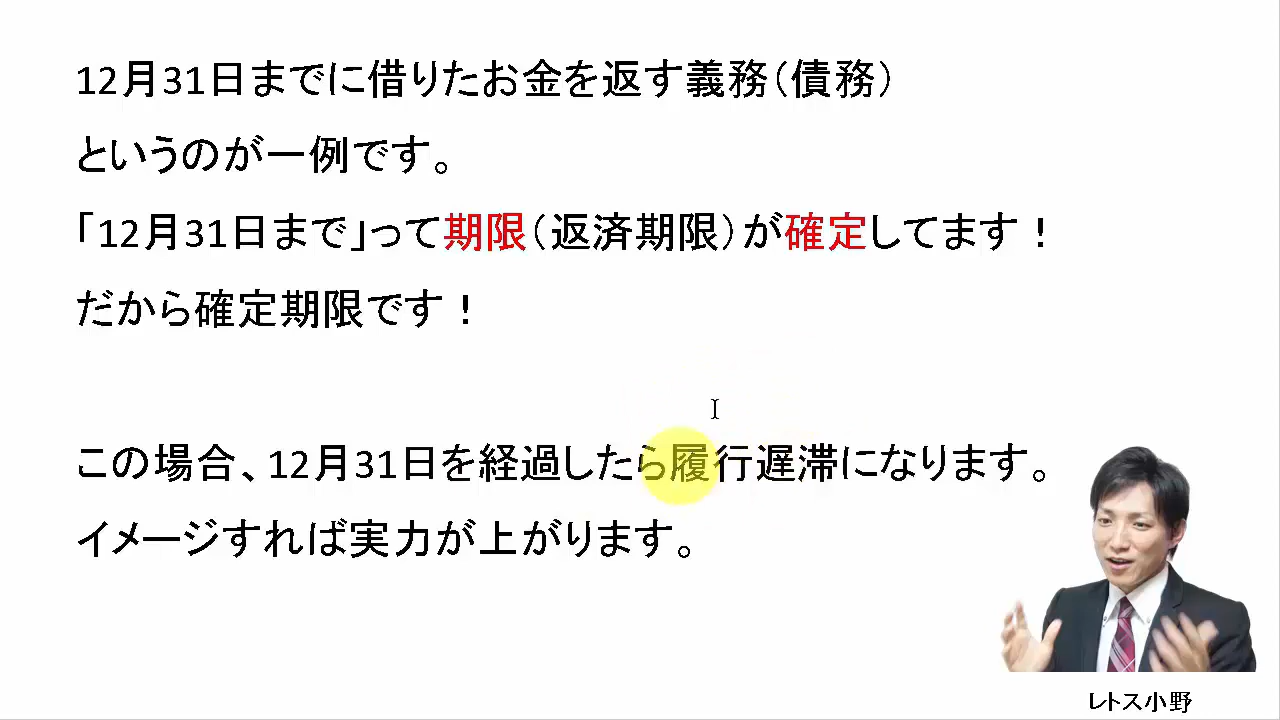 12月31日までに借りたお金を返す義務（債務）
というのが一例です。
「12月31日まで」って期限（返済期限）が確定してます！
だから確定期限です！
この場合、12月31日を経過したら履行遅滞になります。
イメージすれば実力が上がります。
レトス小野